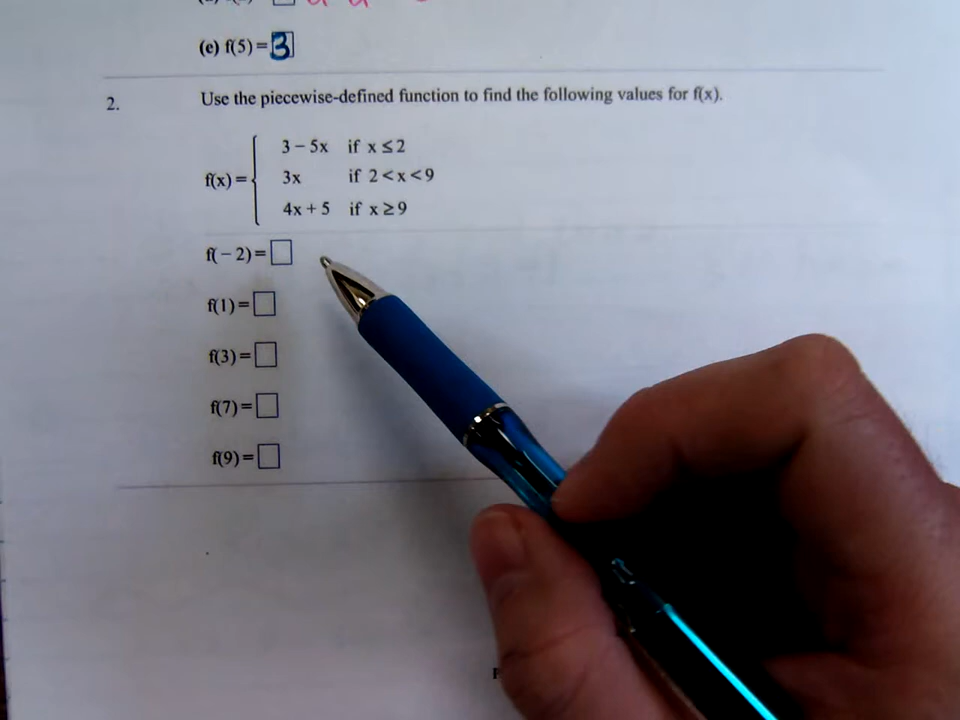 (e) f(5) = 3
2. Use the piecewise-defined function to find the following values for f(x).
3 − 5x if x ≤ 2
f(x) = { 3x if 2 < x < 9
4x + 5 if x ≥ 9
f(− 2) = □
f(1) = □
f(3) = □
f(7) = □
f(9) = □